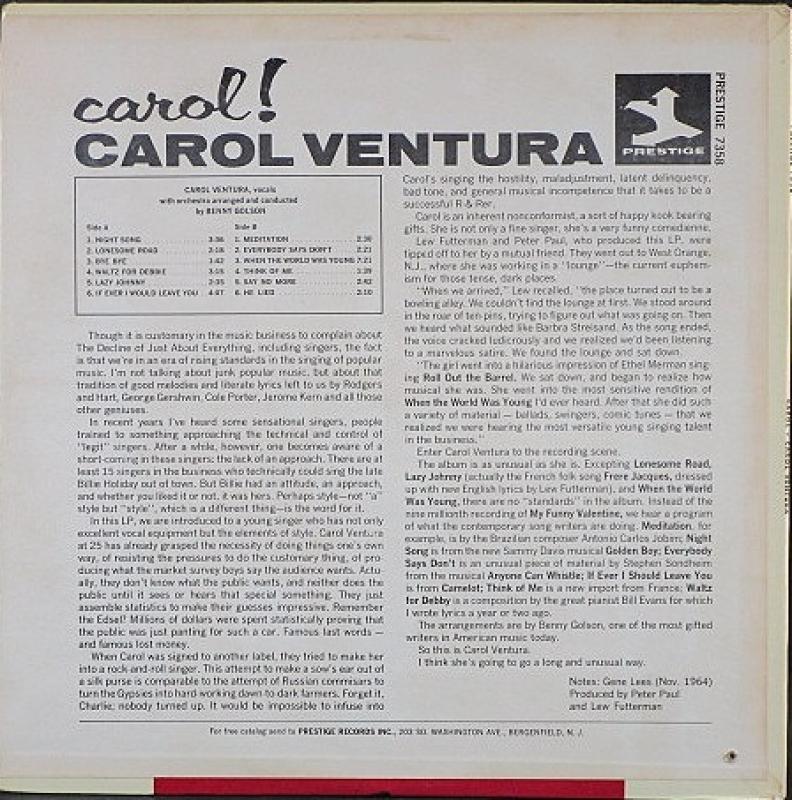 carol!
CAROL VENTURA
PRESTIGE
PRESTIGE 7358
CAROL VENTURA, vocals
with orchestra arranged and conducted
by BENNY GOLSON
Side A
1. NIGHT SONG 3:36
2. LONESOME ROAD
3. BYE BYE 1:42
4. WALTZ FOR DEBBIE 3:15
5. LAZY JOHNNY 2:35
6. IF EVER I WOULD LEAVE YOU
Side B
1. MEDITATION 2:30
2. EVERYBODY SAYS DON'T 2:21
3. WHEN THE WORLD WAS YOUNG 7:21
4. THINK OF ME 1:39
5. SAY NO MORE 2:42
6. HE LIED 2:10
Though it is customary in the music business to complain about
The Decline of Just About Everything, including singers, the fact
is that we're in an era of rising standards in the singing of popular
music. I'm not talking about junk popular music, but about that
tradition of good melodies and literate lyrics left to us by Rodgers
and Hart, George Gershwin, Cole Porter, Jerome Kern and all those
other geniuses.
In recent years I've heard some sensational singers, people
trained to something approaching the technical and control of
"legit" singers. After a while, however, one becomes aware of a
short-coming in these singers: the lack of an approach. There are at
least 15 singers in the business who technically could sing the late
Billie Holiday out of town. But Billie had an attitude, an approach,
and whether you liked it or not, it was hers. Perhaps style—not "a"
style but "style", which is a different thing—is the word for it.
In this LP, we are introduced to a young singer who has not only
excellent vocal equipment but the elements of style. Carol Ventura
at 25 has already grasped the necessity of doing things one's own
way, of resisting the pressures to do the customary thing, of pro-
ducing what the market survey boys say the audience wants. Actu-
ally, they don't know what the public wants, and neither does the
public until it sees or hears that special something. They just
assemble statistics to make their guesses impressive. Remember
the Edsel? Millions of dollars were spent statistically proving that
the public was just panting for such a car. Famous last words —
and famous lost money.
When Carol was signed to another label, they tried to make her
into a rock-and-roll singer. This attempt to make a sow's ear out of
a silk purse is comparable to the attempt of Russian commisars to
turn the Gypsies into hard working dawn to dark farmers. Forget it,
Charlie; nobody turned up. It would be impossible to infuse into
Carol's singing the hostility, maladjustment, latent delinquency,
bad tone, and general musical incompetence that it takes to be a
successful R & Rer.
Carol is an inherent nonconformist, a sort of happy kook bearing
gifts. She is not only a fine singer, she's a very funny comedienne.
Lew Futterman and Peter Paul, who produced this LP, were
tipped off to her by a mutual friend. They went out to West Orange,
N.J., where she was working in a "lounge"—the current euphem-
ism for those tense, dark places.
"When we arrived," Lew recalled, "the place turned out to be a
bowling alley. We couldn't find the lounge at first. We stood around
in the roar of ten-pins, trying to figure out what was going on. Then
we heard what sounded like Barbra Streisand. As the song ended,
the voice cracked ludicrously and we realized we'd been listening
to a marvelous satire. We found the lounge and sat down.
"The girl went into a hilarious impression of Ethel Merman sing-
ing Roll Out the Barrel. We sat down, and began to realize how
musical she was. She went into the most sensitive rendition of
When the World Was Young I'd ever heard. After that she did such
a variety of material — ballads, swingers, comic tunes — that we
realized we were hearing the most versatile young singing talent
in the business."
Enter Carol Ventura to the recording scene.
The album is as unusual as she is. Excepting Lonesome Road,
Lazy Johnny (actually the French folk song Frere Jacques, dressed
up with new English lyrics by Lew Futterman), and When the World
Was Young, there are no "standards" in the album. Instead of the
nine millionth recording of My Funny Valentine, we hear a program
of what the contemporary song writers are doing. Meditation, for
example, is by the Brazilian composer Antonio Carlos Jobim; Night
Song is from the new Sammy Davis musical Golden Boy; Everybody
Says Don't is an unusual piece of material by Stephen Sondheim
from the musical Anyone Can Whistle; If Ever I Should Leave You
is from Camelot; Think of Me is a new import from France; Waltz
for Debby is a composition by the great pianist Bill Evans for which
I wrote lyrics a year or two ago.
The arrangements are by Benny Golson, one of the most gifted
writers in American music today.
So this is Carol Ventura.
I think she's going to go a long and unusual way.
Notes: Gene Lees (Nov. 1964)
Produced by Peter Paul
and Lew Futterman
For free catalog send to PRESTIGE RECORDS INC., 203 SO. WASHINGTON AVE., BERGENFIELD, N. J.